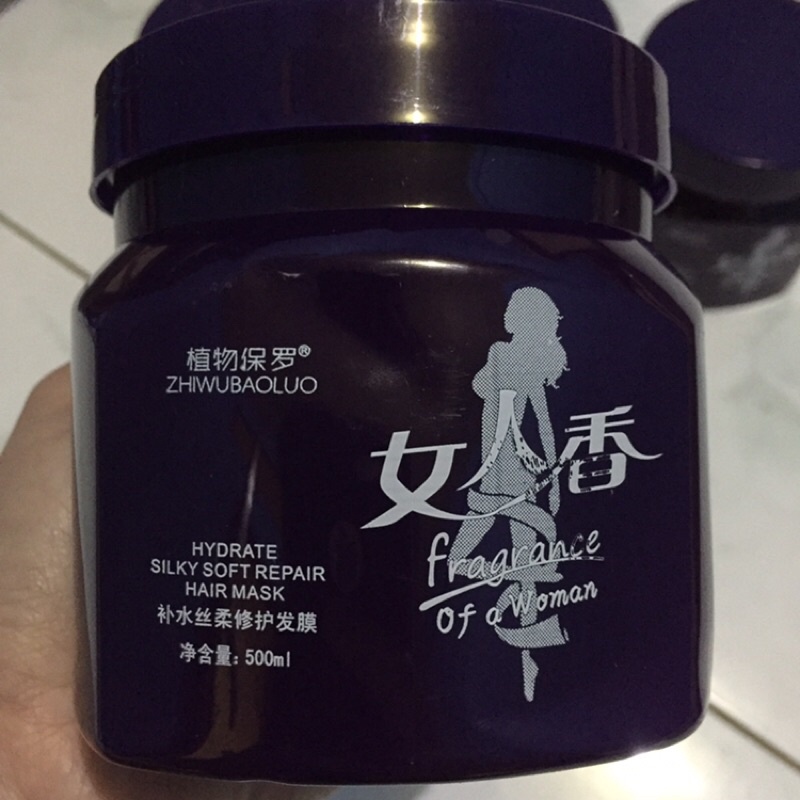 植物保罗®
ZHIWUBAOLUO
女人香
fragrance
Of a Woman
HYDRATE
SILKY SOFT REPAIR
HAIR MASK
补水丝柔修护发膜
净含量: 500ml